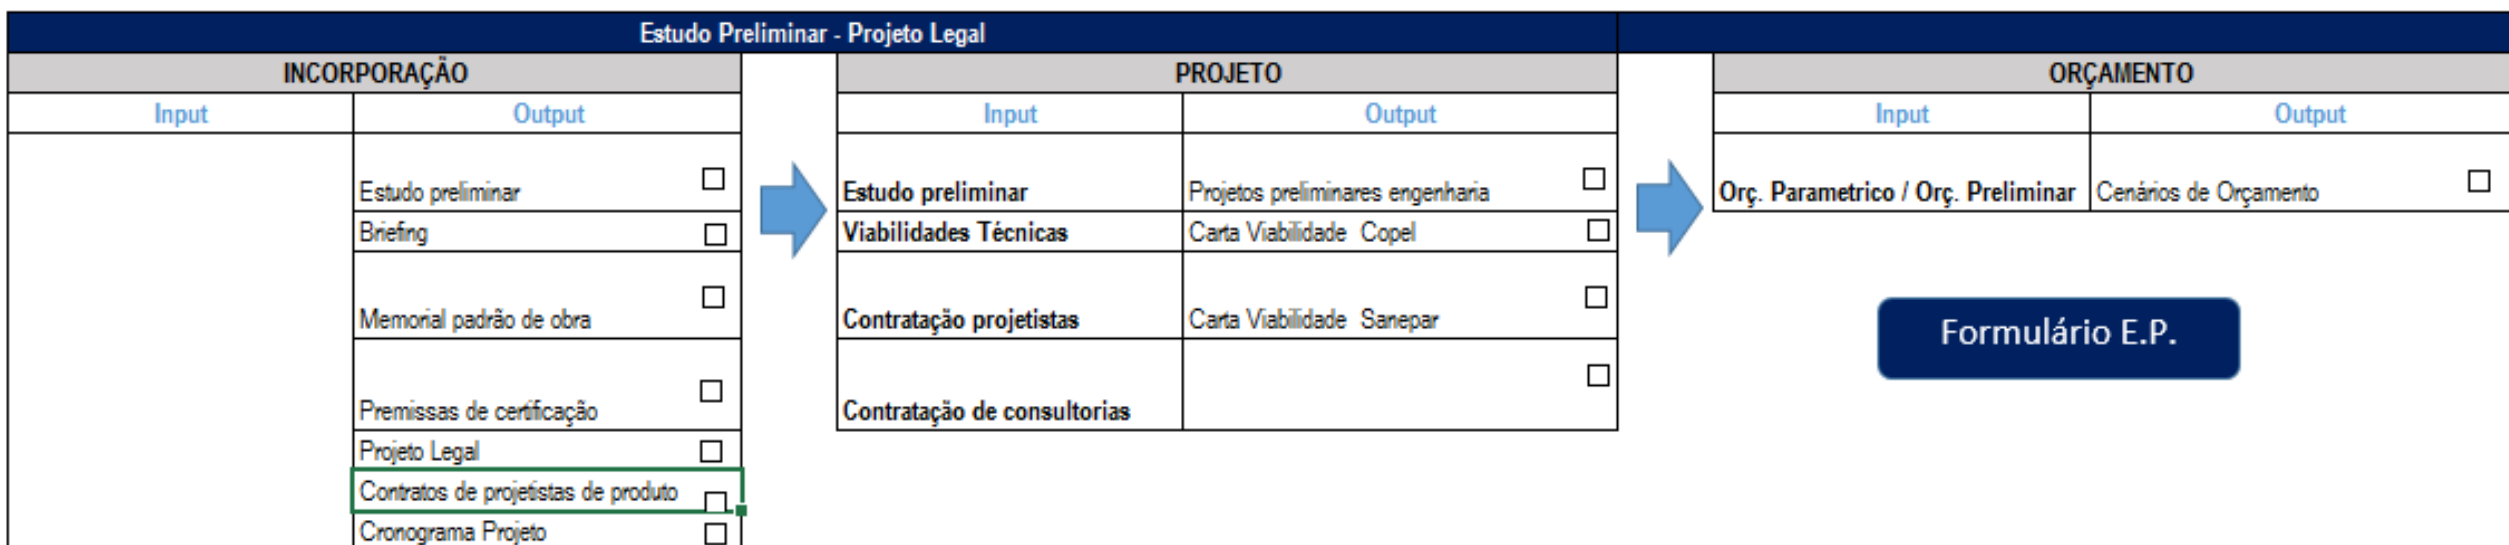 Estudo Preliminar - Projeto Legal
INCORPORAÇÃO PROJETO ORÇAMENTO
Input Output Input Output Input Output
Estudo preliminar Estudo preliminar Projetos preliminares engenharia Orç. Parametrico / Orç. Preliminar Cenários de Orçamento
Briefing Viabilidades Técnicas Carta Viabilidade Copel
Memorial padrão de obra Contratação projetistas Carta Viabilidade Sanepar
Formulário E.P.
Premissas de certificação Contratação de consultorias
Projeto Legal
Contratos de projetistas de produto
Cronograma Projeto